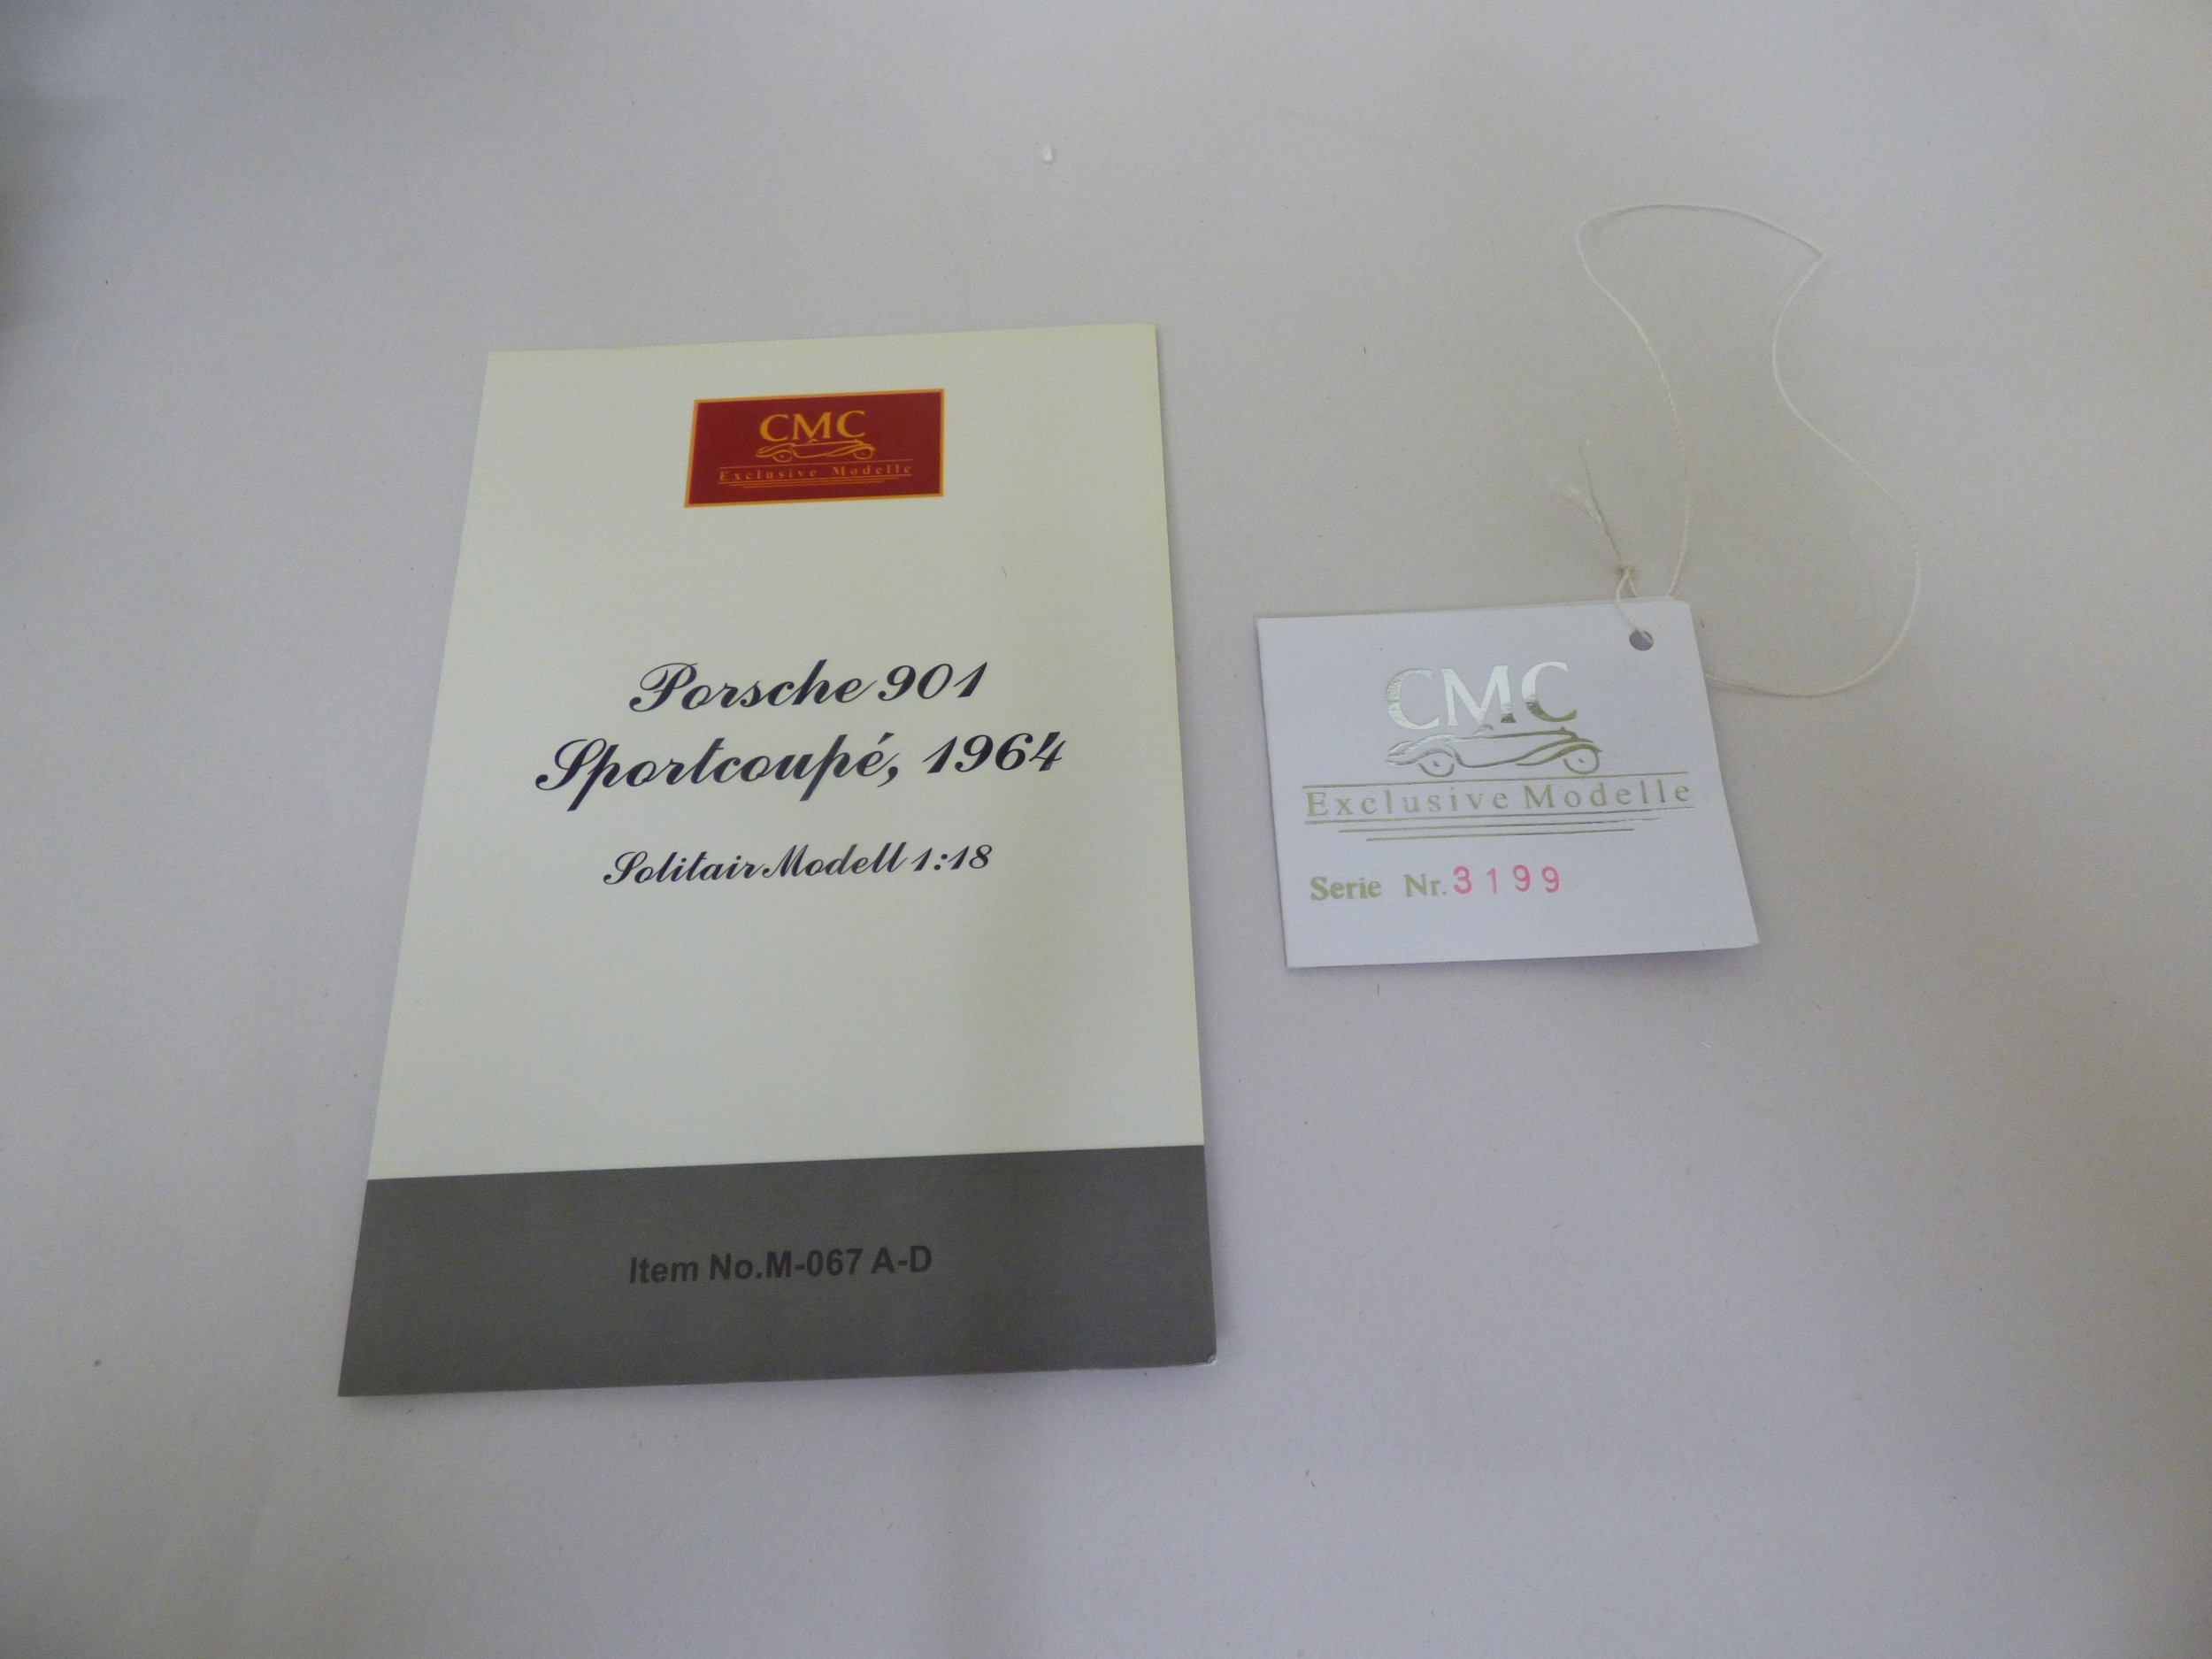 CMC
Exclusive Modelle
Porsche 901
Sportcoupé, 1964
Solitair Modell 1:18
Item No.M-067 A-D
CMC
Exclusive Modelle
Serie Nr.3199